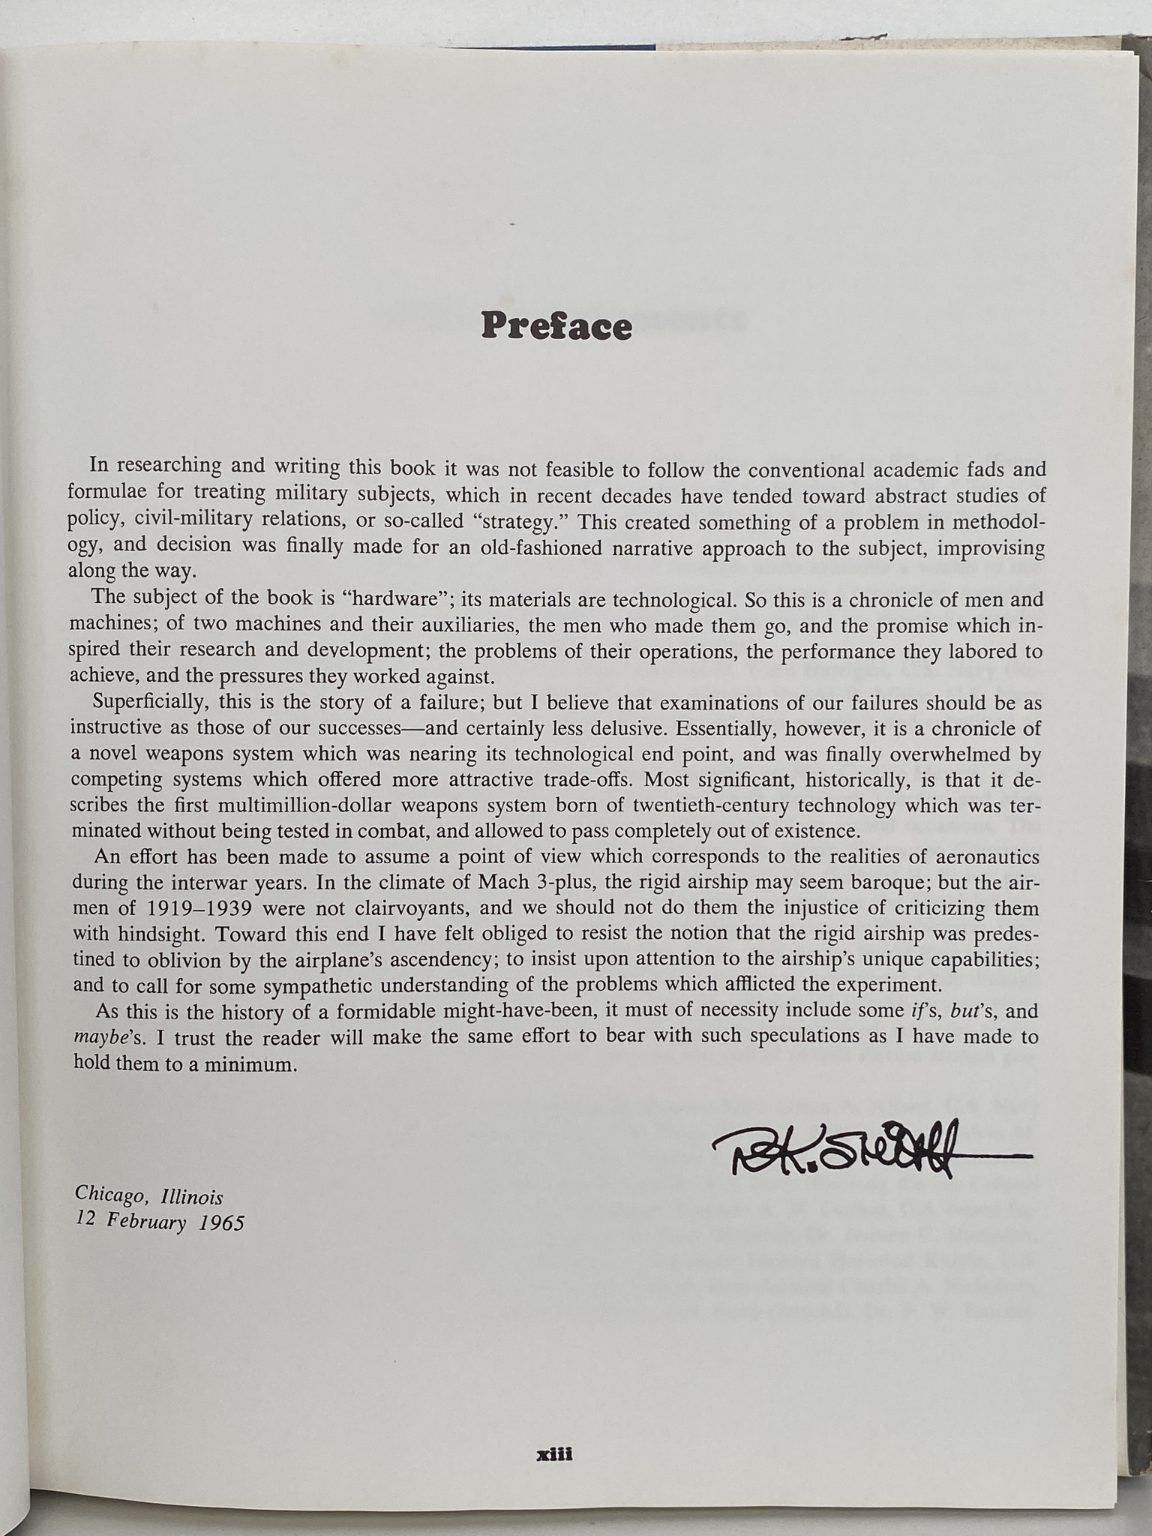 Preface
In researching and writing this book it was not feasible to follow the conventional academic fads and
formulae for treating military subjects, which in recent decades have tended toward abstract studies of
policy, civil-military relations, or so-called “strategy.” This created something of a problem in methodol-
ogy, and decision was finally made for an old-fashioned narrative approach to the subject, improvising
along the way.
The subject of the book is “hardware”; its materials are technological. So this is a chronicle of men and
machines; of two machines and their auxiliaries, the men who made them go, and the promise which in-
spired their research and development; the problems of their operations, the performance they labored to
achieve, and the pressures they worked against.
Superficially, this is the story of a failure; but I believe that examinations of our failures should be as
instructive as those of our successes—and certainly less delusive. Essentially, however, it is a chronicle of
a novel weapons system which was nearing its technological end point, and was finally overwhelmed by
competing systems which offered more attractive trade-offs. Most significant, historically, is that it de-
scribes the first multimillion-dollar weapons system born of twentieth-century technology which was ter-
minated without being tested in combat, and allowed to pass completely out of existence.
An effort has been made to assume a point of view which corresponds to the realities of aeronautics
during the interwar years. In the climate of Mach 3-plus, the rigid airship may seem baroque; but the air-
men of 1919–1939 were not clairvoyants, and we should not do them the injustice of criticizing them
with hindsight. Toward this end I have felt obliged to resist the notion that the rigid airship was predes-
tined to oblivion by the airplane’s ascendency; to insist upon attention to the airship’s unique capabilities;
and to call for some sympathetic understanding of the problems which afflicted the experiment.
As this is the history of a formidable might-have-been, it must of necessity include some if’s, but’s, and
maybe’s. I trust the reader will make the same effort to bear with such speculations as I have made to
hold them to a minimum.
Chicago, Illinois
12 February 1965
xiii